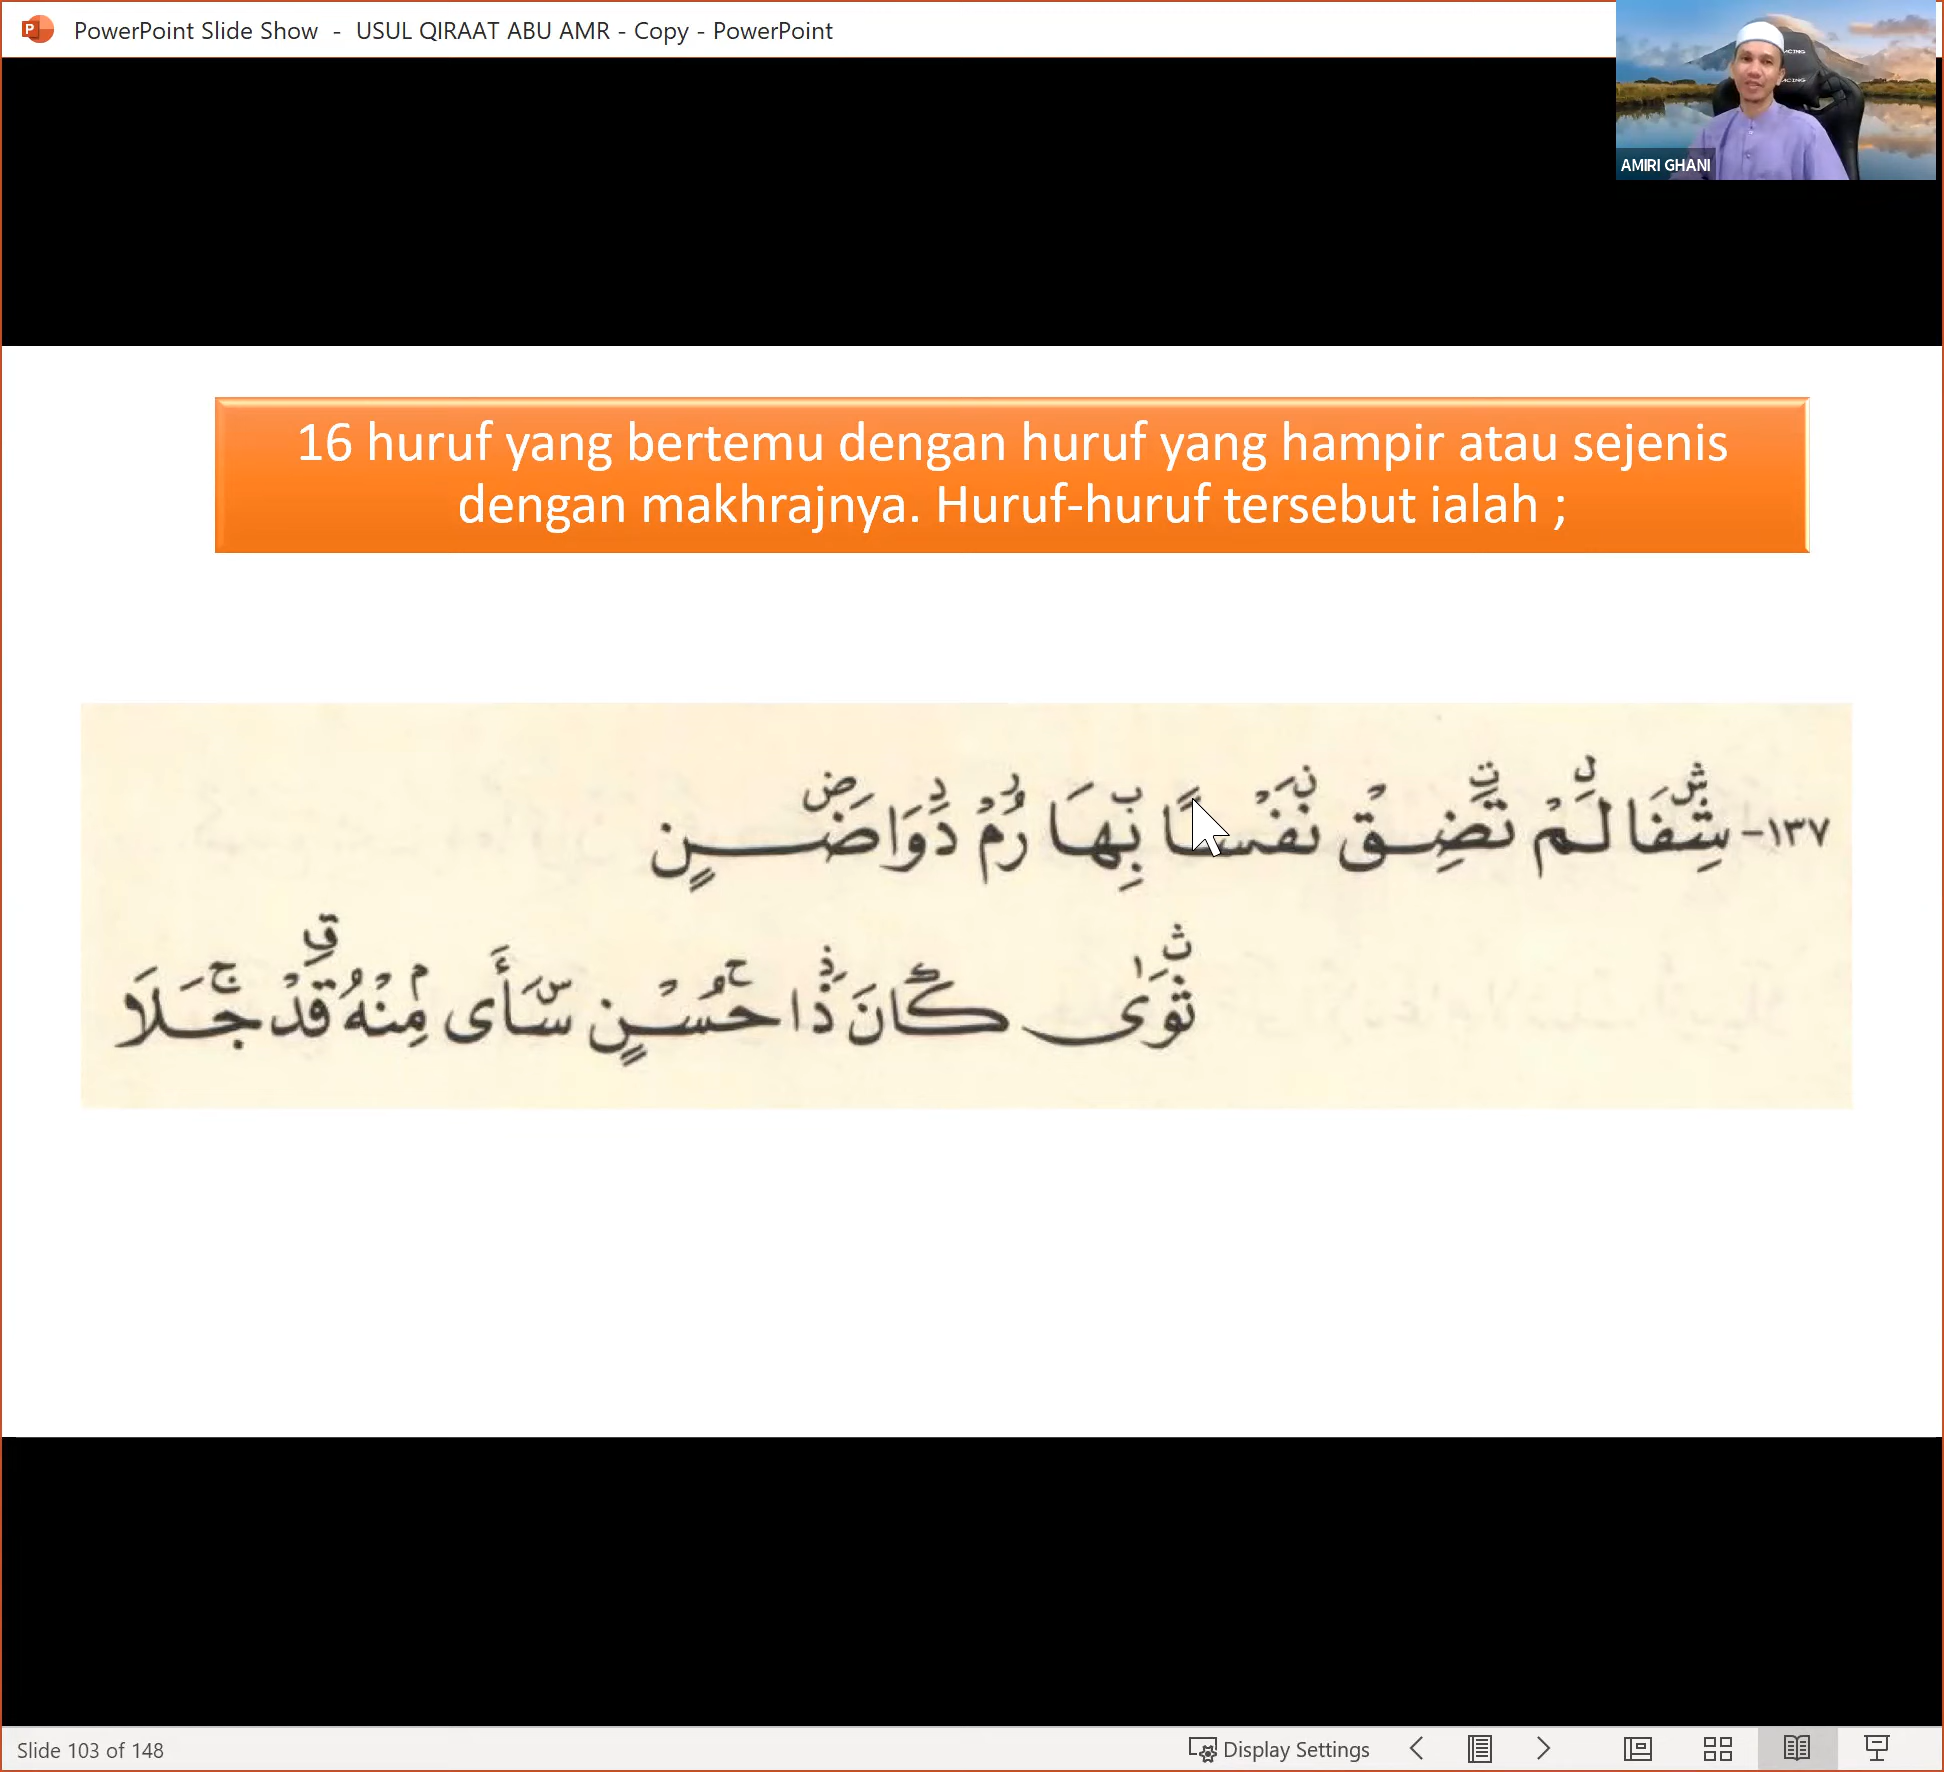 PowerPoint Slide Show - USUL QIRAAT ABU AMR - Copy - PowerPoint
AMIRI GHANI
16 huruf yang bertemu dengan huruf yang hampir atau sejenis
dengan makhrajnya. Huruf-huruf tersebut ialah ;
١٣٧- شِفَا لَمْ تَضِقْ نَفْسًا بِهَا رُمْ دَوَا ضَنٍ
ثَوَىٰ كَانَ ذَا حُسْنٍ سَأَى مِنْهُ قَدْ جَلَا
Slide 103 of 148
Display Settings